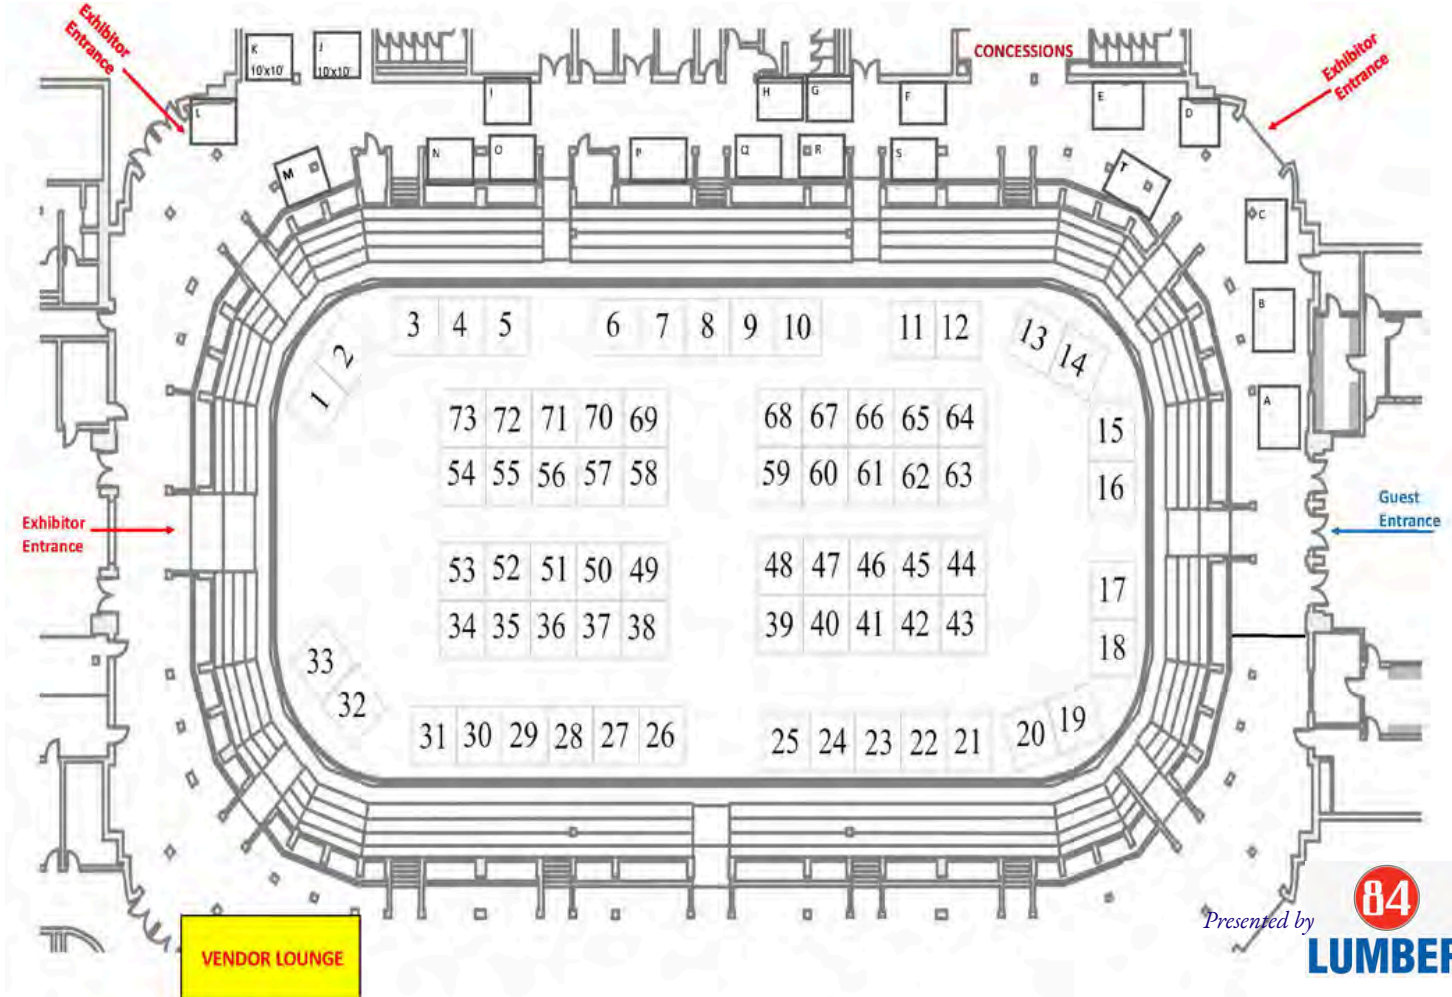 Exhibitor
Entrance
K
10'x10'
J
10'x10'
CONCESSIONS
Exhibitor
Entrance
L
I
H
G
F
E
D
M
N
O
P
Q
R
S
T
C
B
A
3 4 5
6 7 8 9 10
11 12
13 14
1 2
73 72 71 70 69
68 67 66 65 64
15
54 55 56 57 58
59 60 61 62 63
16
Exhibitor
Entrance
Guest
Entrance
53 52 51 50 49
48 47 46 45 44
17
34 35 36 37 38
39 40 41 42 43
18
33
32
31 30 29 28 27 26
25 24 23 22 21
20 19
VENDOR LOUNGE
Presented by
84
LUMBER